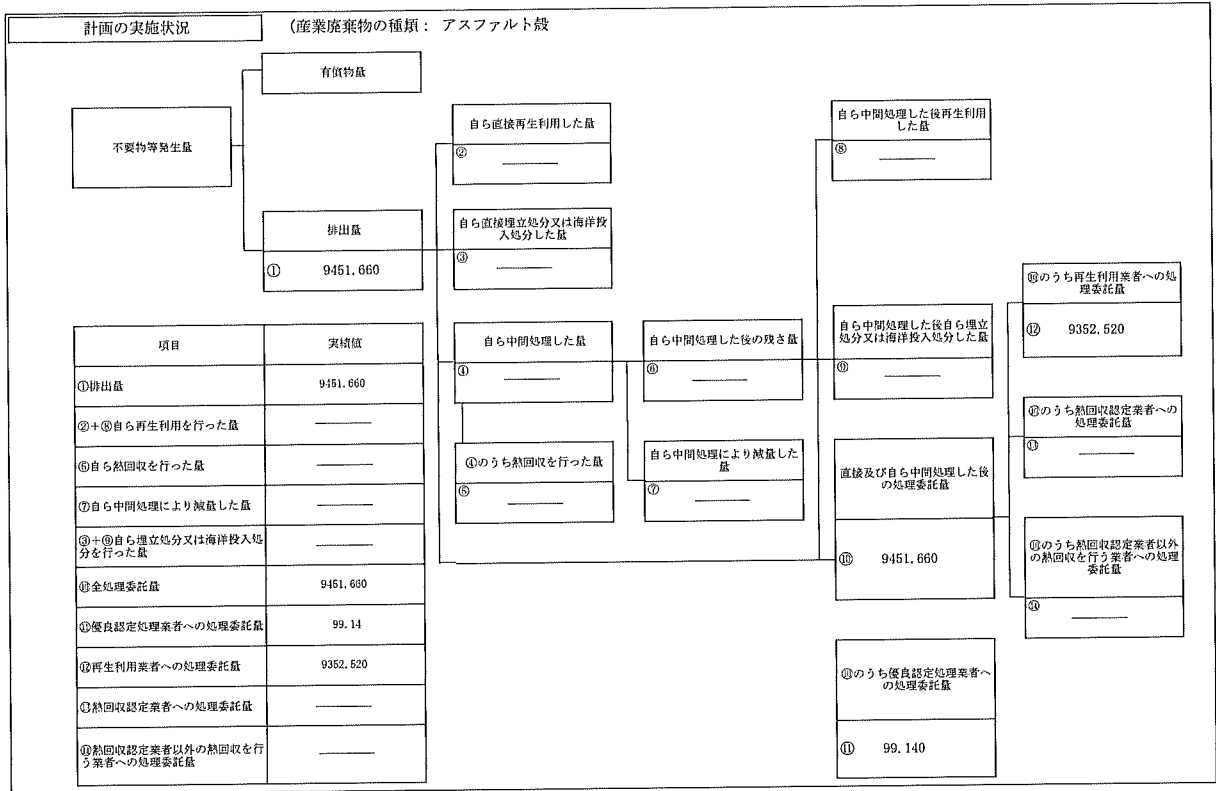 計画の実施状況
(産業廃棄物の種類： アスファルト殻
有償物量
不要物等発生量
排出量
① 9451.660
自ら直接再生利用した量
②
自ら直接埋立処分又は海洋投
入処分した量
③
自ら中間処理した量
④
④のうち熱回収を行った量
⑤
自ら中間処理した後の残さ量
⑥
自ら中間処理により減量した
量
⑦
自ら中間処理した後再生利用
した量
⑧
自ら中間処理した後自ら埋立
処分又は海洋投入処分した量
⑨
直接及び自ら中間処理した後
の処理委託量
⑩ 9451.660
⑩のうち優良認定処理業者へ
の処理委託量
⑪ 99.140
⑩のうち再生利用業者への処
理委託量
⑫ 9352.520
⑩のうち熱回収認定業者への
処理委託量
⑬
⑩のうち熱回収認定業者以外
の熱回収を行う業者への処理
委託量
⑭
項目 実績値
①排出量 9451.660
②+⑧自ら再生利用を行った量
⑤自ら熱回収を行った量
⑦自ら中間処理により減量した量
③+⑨自ら埋立処分又は海洋投入処
分を行った量
⑩全処理委託量 9451.660
⑪優良認定処理業者への処理委託量 99.14
⑫再生利用業者への処理委託量 9352.520
⑬熱回収認定業者への処理委託量
⑭熱回収認定業者以外の熱回収を行
う業者への処理委託量